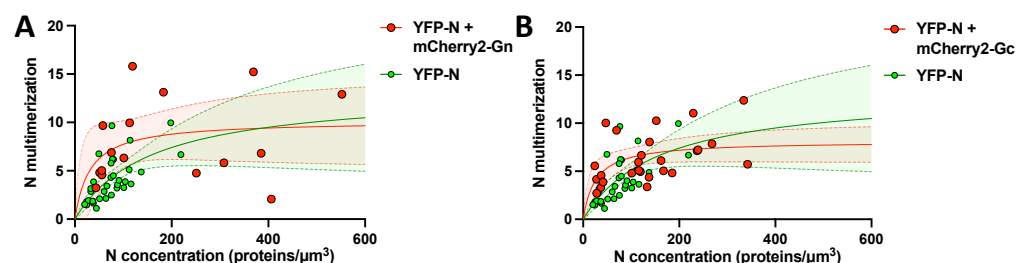 A
20
15
10
5
0
N multimerization
0
200
400
600
N concentration (proteins/µm³)
YFP-N +
mCherry2-Gn
YFP-N
B
20
15
10
5
0
N multimerization
0
200
400
600
N concentration (proteins/µm³)
YFP-N +
mCherry2-Gc
YFP-N